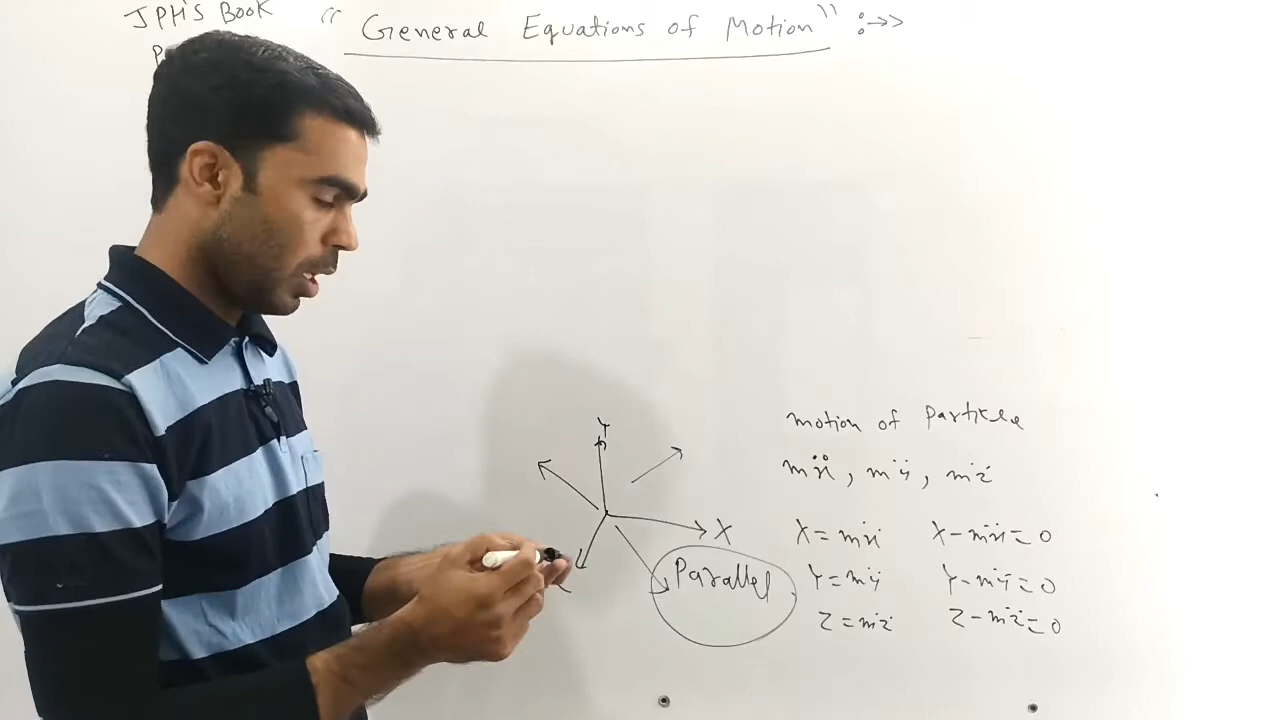 JPH'S BOOK
"General Equations of Motion" :→→
Y
X
Parallel
motion of Particle
mẍ, mÿ, mz̈
X = mẍ    X - mẍ = 0
Y = mÿ    Y - mÿ = 0
Z = mz̈    Z - mz̈ = 0